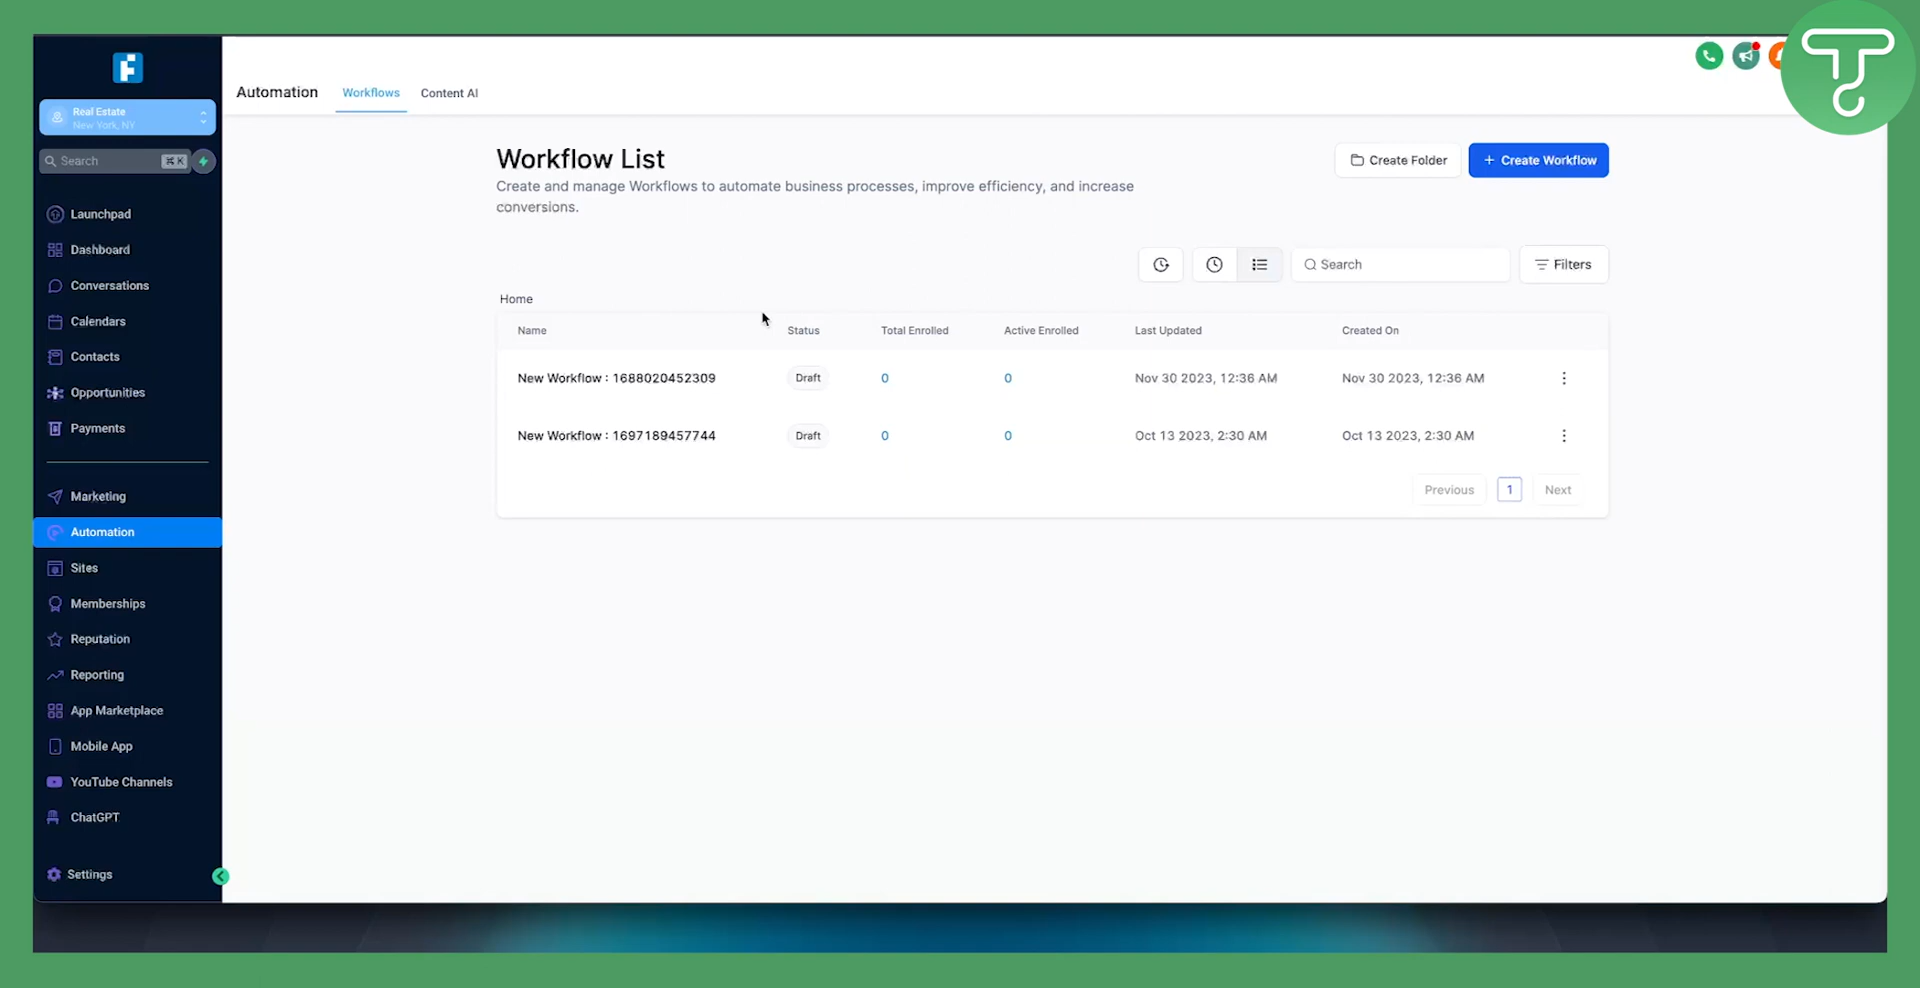 Real Estate
New York, NY
Search ⌘ K
Launchpad
Dashboard
Conversations
Calendars
Contacts
Opportunities
Payments
Marketing
Automation
Sites
Memberships
Reputation
Reporting
App Marketplace
Mobile App
YouTube Channels
ChatGPT
Settings
Automation Workflows Content AI
Workflow List
Create and manage Workflows to automate business processes, improve efficiency, and increase
conversions.
Create Folder + Create Workflow
Search Filters
Home
Name Status Total Enrolled Active Enrolled Last Updated Created On
New Workflow : 1688020452309 Draft 0 0 Nov 30 2023, 12:36 AM Nov 30 2023, 12:36 AM
New Workflow : 1697189457744 Draft 0 0 Oct 13 2023, 2:30 AM Oct 13 2023, 2:30 AM
Previous 1 Next